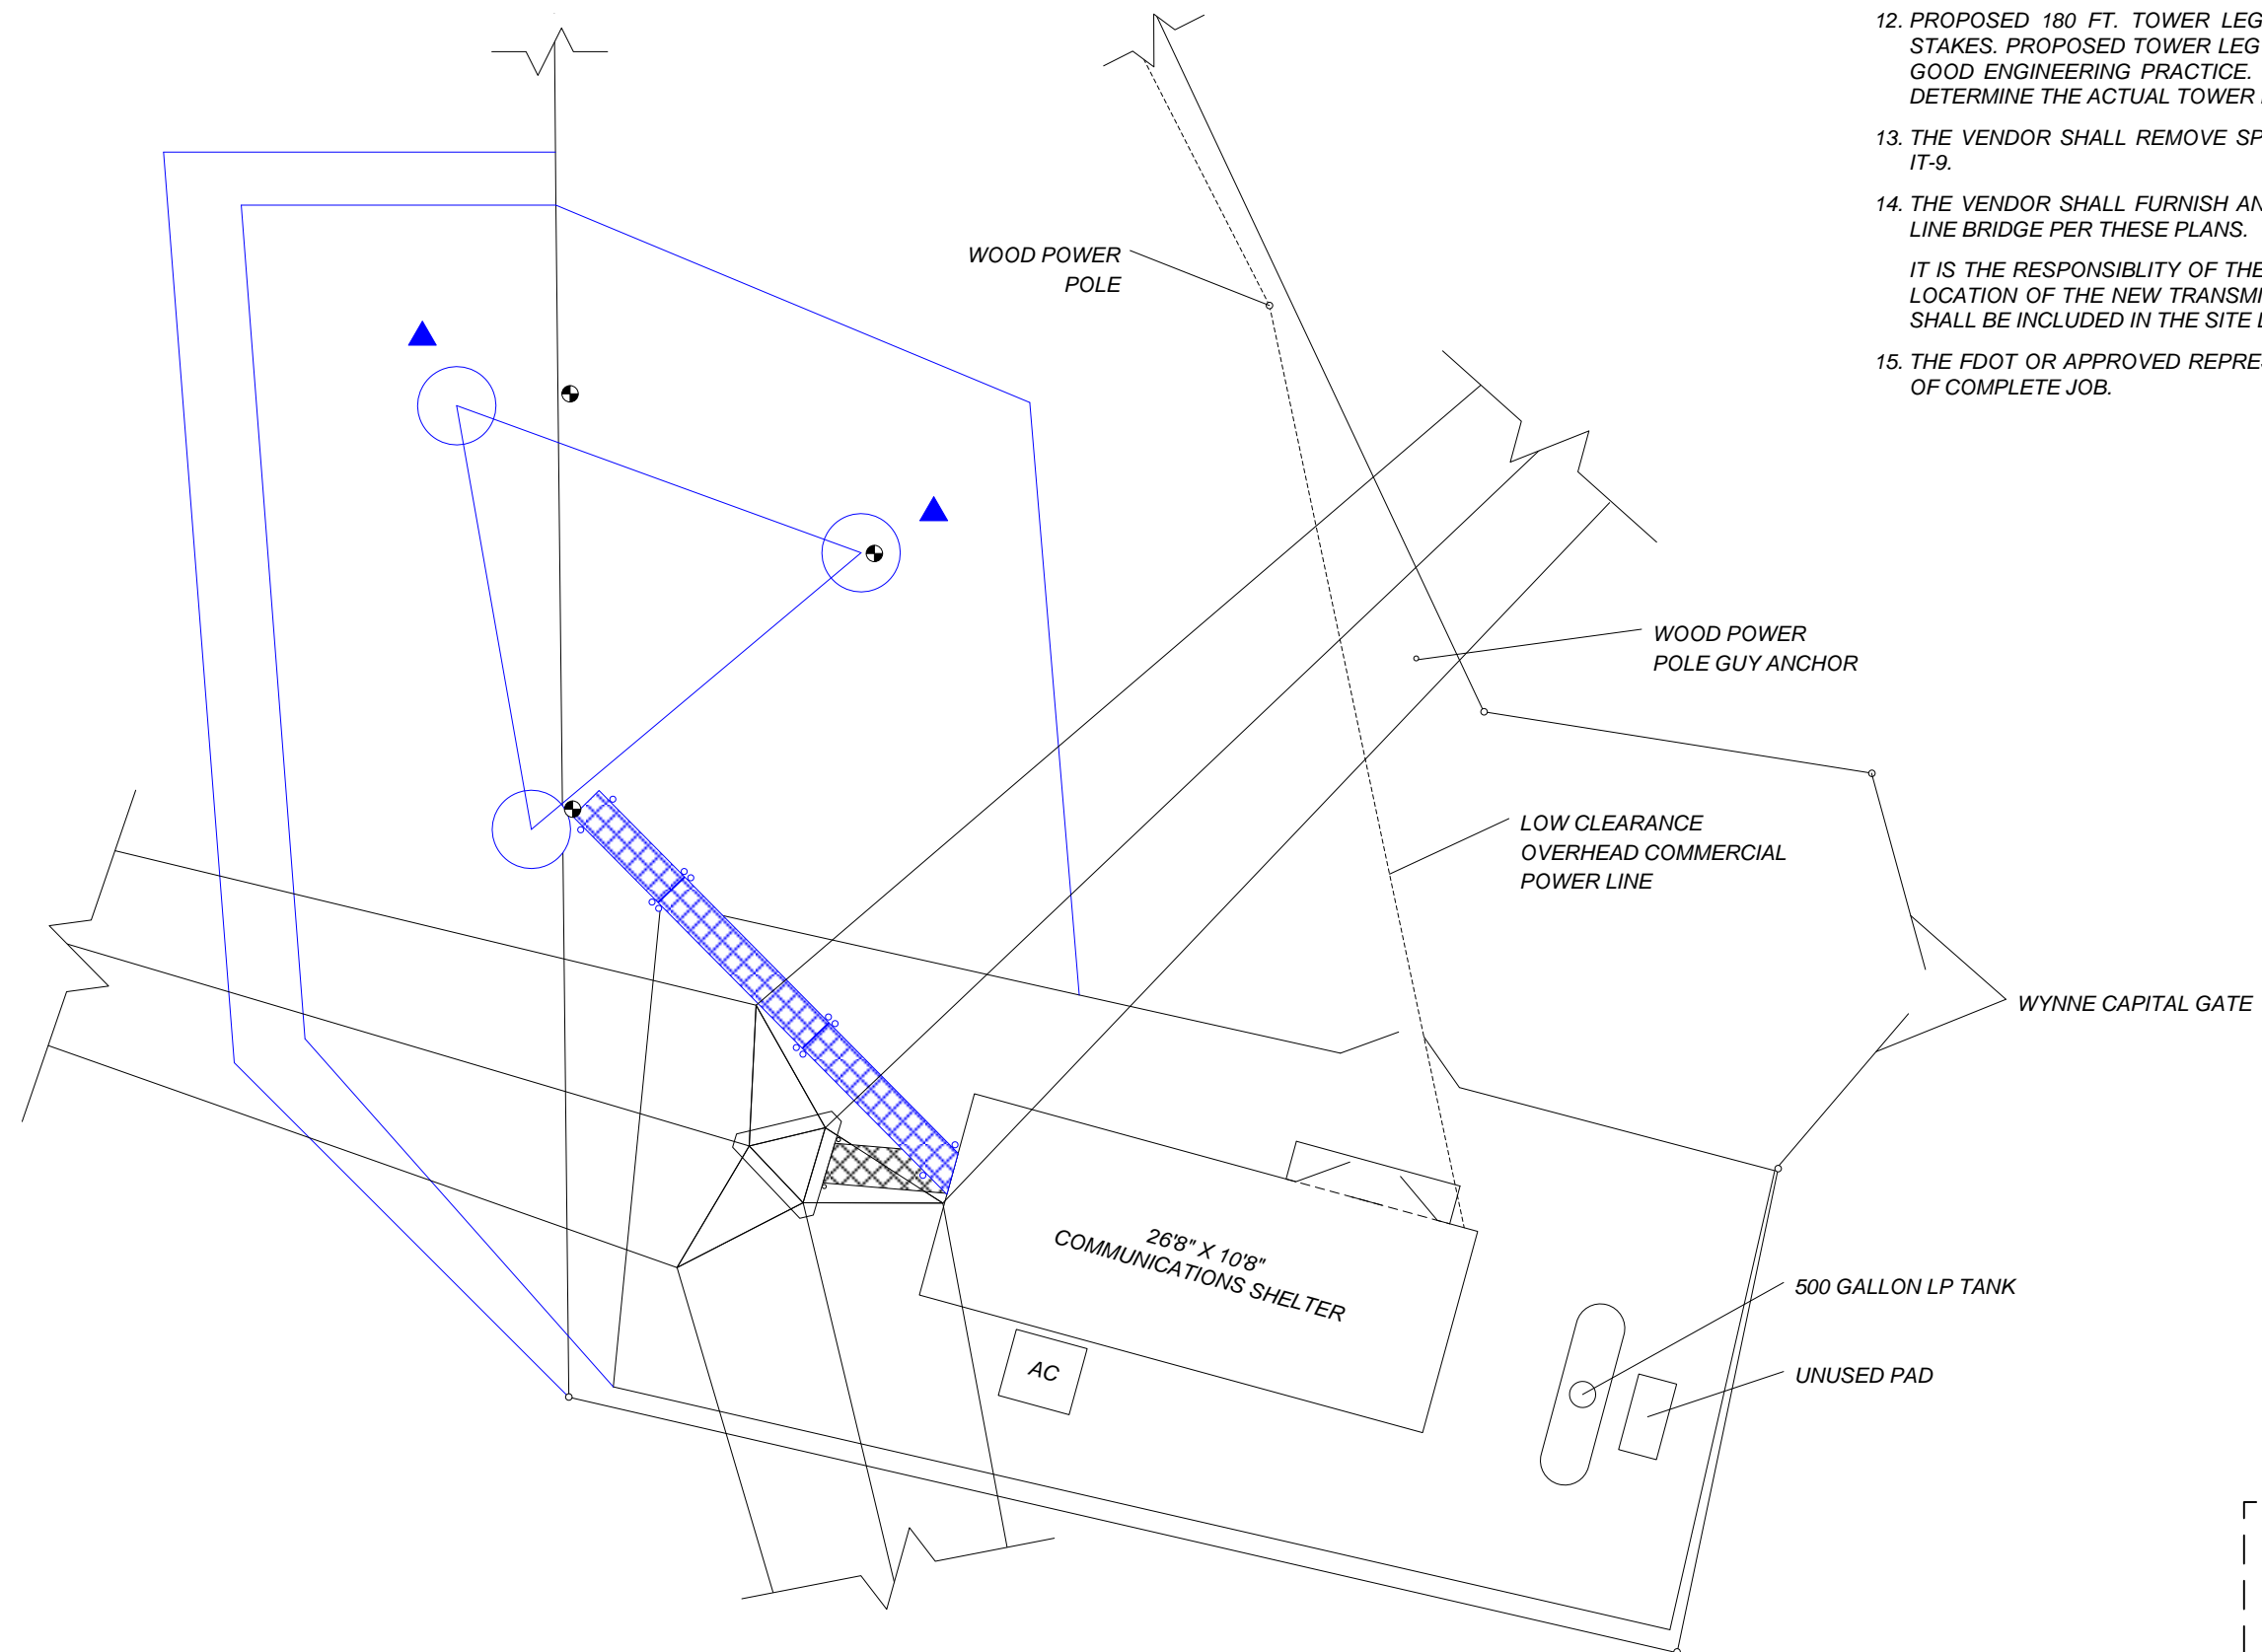 12. PROPOSED 180 FT. TOWER LEG
STAKES. PROPOSED TOWER LEG
GOOD ENGINEERING PRACTICE.
DETERMINE THE ACTUAL TOWER
13. THE VENDOR SHALL REMOVE SP
IT-9.
14. THE VENDOR SHALL FURNISH AN
LINE BRIDGE PER THESE PLANS.
IT IS THE RESPONSIBLITY OF THE
LOCATION OF THE NEW TRANSMI
SHALL BE INCLUDED IN THE SITE
15. THE FDOT OR APPROVED REPRE
OF COMPLETE JOB.
WOOD POWER
POLE
WOOD POWER
POLE GUY ANCHOR
LOW CLEARANCE
OVERHEAD COMMERCIAL
POWER LINE
WYNNE CAPITAL GATE
26'8" X 10'8"
COMMUNICATIONS SHELTER
500 GALLON LP TANK
AC
UNUSED PAD